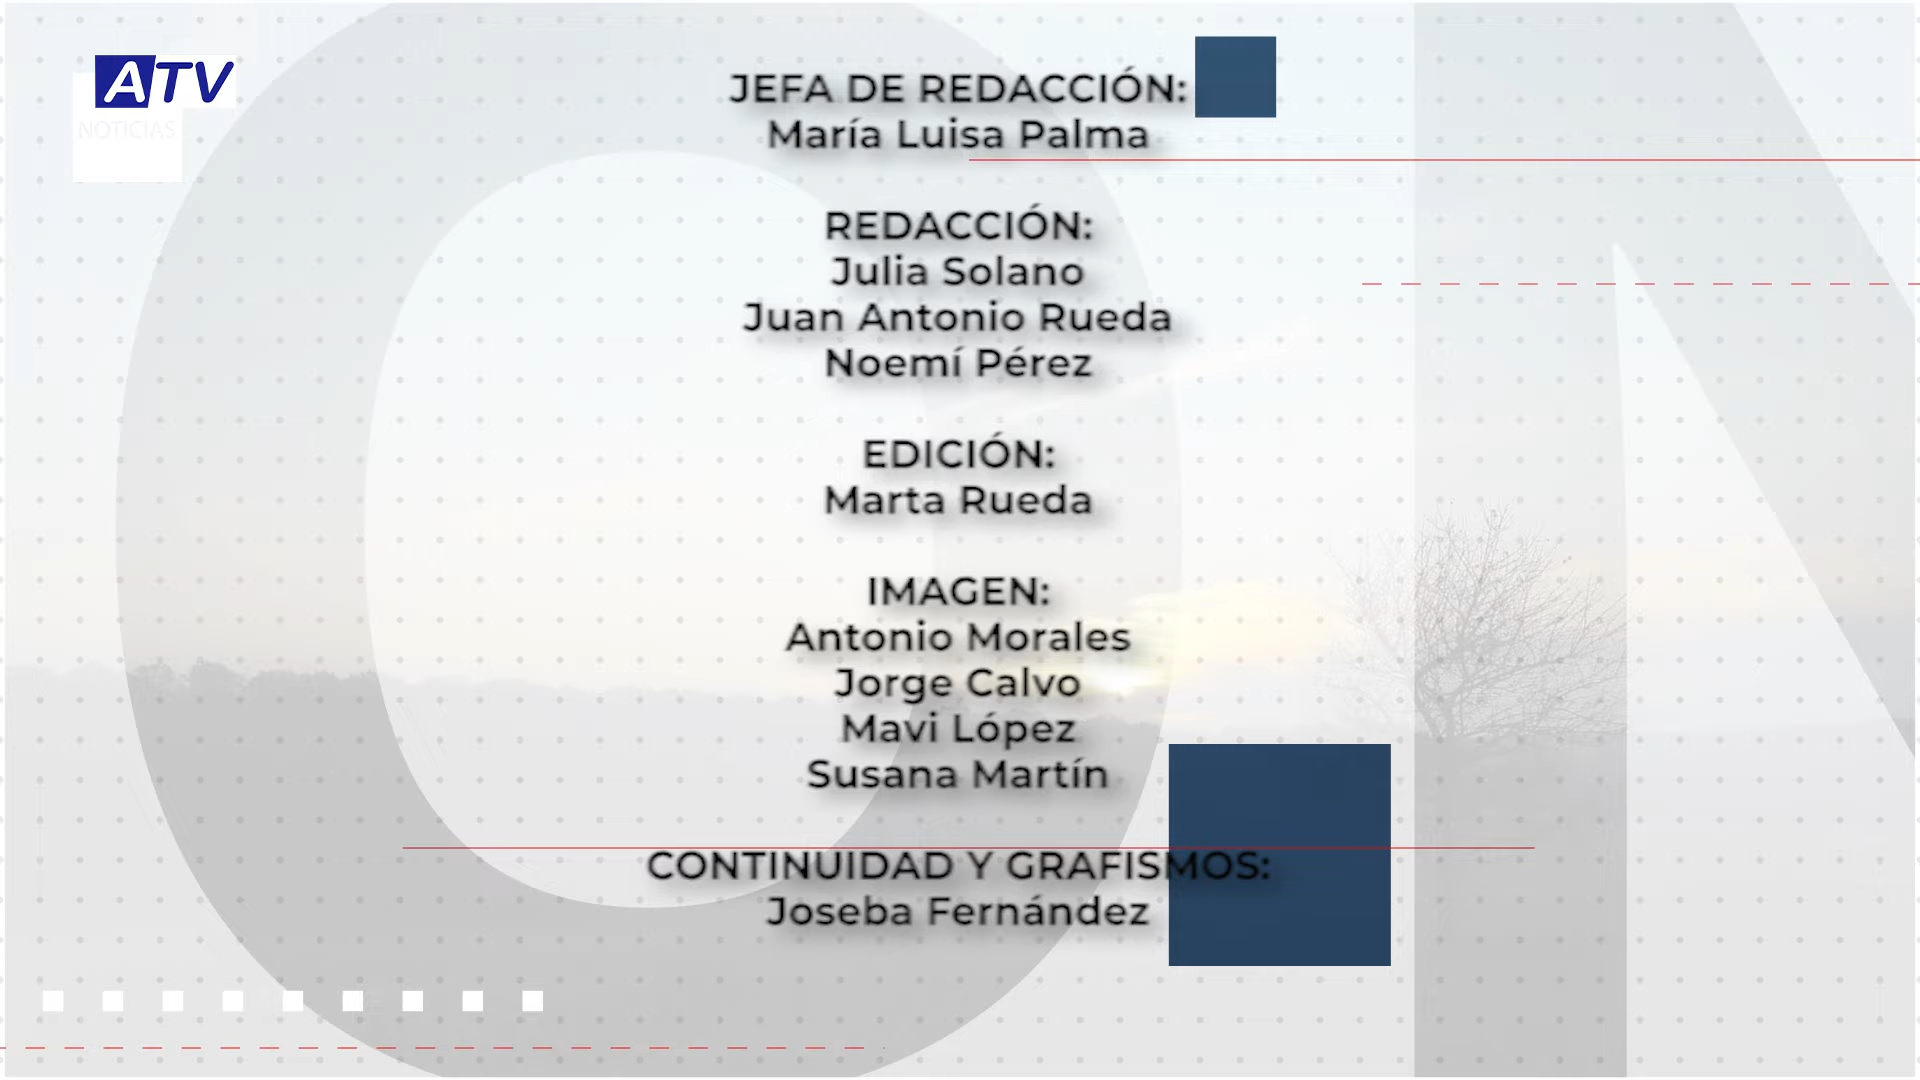 ATV
NOTICIAS
JEFA DE REDACCIÓN:
María Luisa Palma
REDACCIÓN:
Julia Solano
Juan Antonio Rueda
Noemí Pérez
EDICIÓN:
Marta Rueda
IMAGEN:
Antonio Morales
Jorge Calvo
Mavi López
Susana Martín
CONTINUIDAD Y GRAFISMOS:
Joseba Fernández